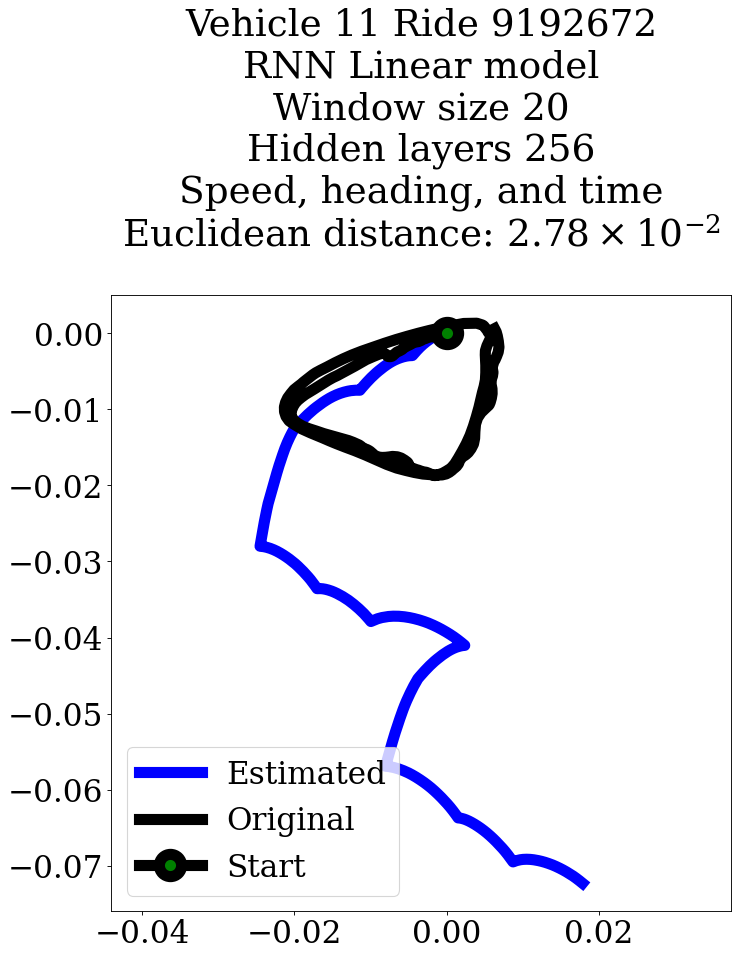 Vehicle 11 Ride 9192672
RNN Linear model
Window size 20
Hidden layers 256
Speed, heading, and time
Euclidean distance: 2.78 × 10⁻²
0.00
−0.01
−0.02
−0.03
−0.04
−0.05
−0.06
−0.07
Estimated
Original
Start
−0.04 −0.02 0.00 0.02